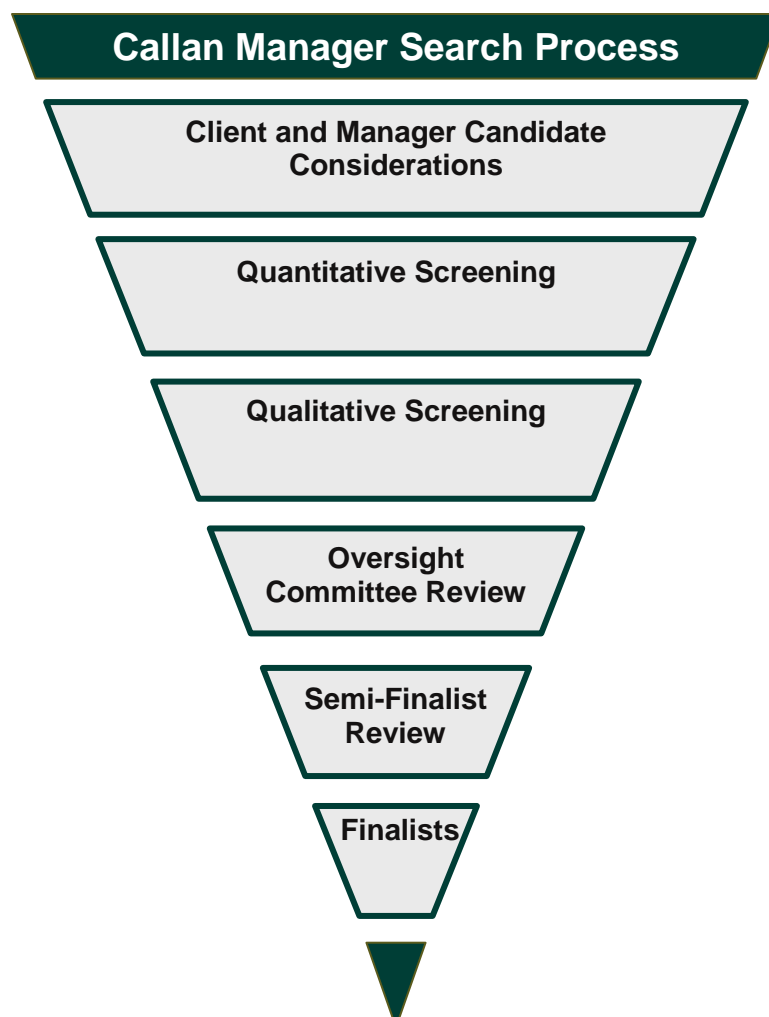 Callan Manager Search Process
Client and Manager Candidate
Considerations
Quantitative Screening
Qualitative Screening
Oversight
Committee Review
Semi-Finalist
Review
Finalists